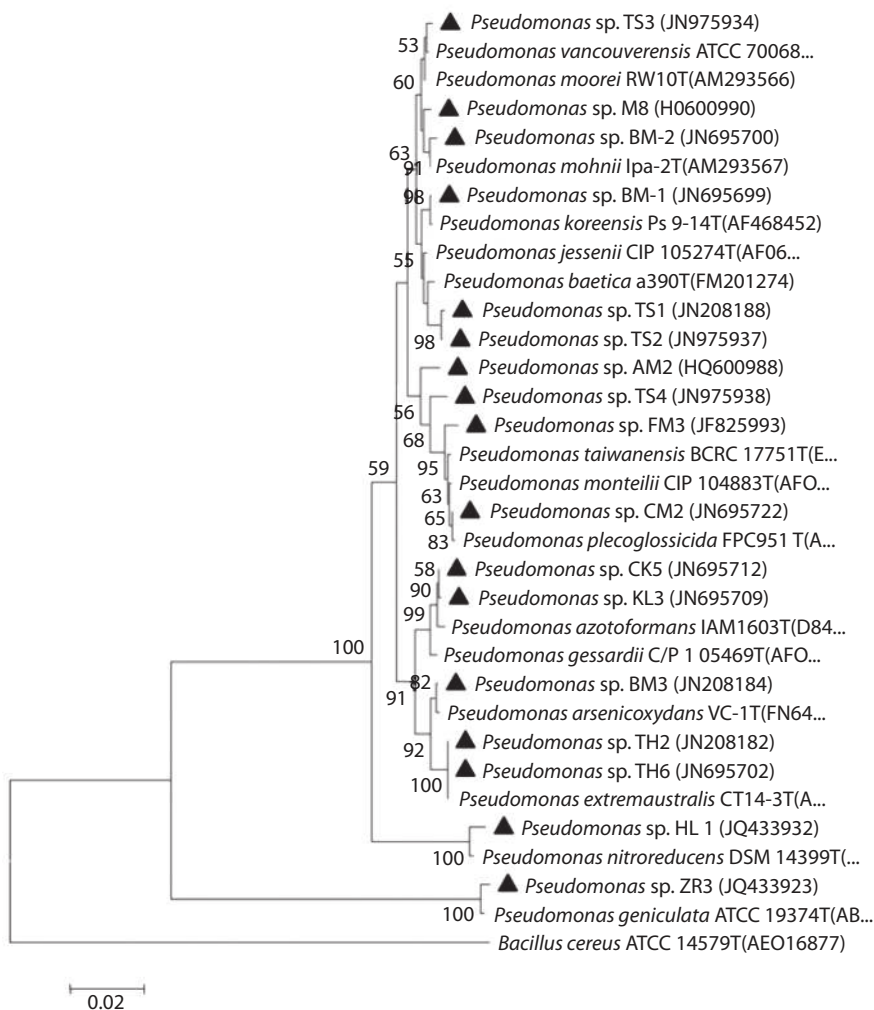 Pseudomonas sp. TS3 (JN975934)
53
Pseudomonas vancouverensis ATCC 70068...
60
Pseudomonas moorei RW10T(AM293566)
Pseudomonas sp. M8 (H0600990)
Pseudomonas sp. BM-2 (JN695700)
63
91
Pseudomonas mohnii Ipa-2T(AM293567)
98
Pseudomonas sp. BM-1 (JN695699)
Pseudomonas koreensis Ps 9-14T(AF468452)
Pseudomonas jessenii CIP 105274T(AF06...
55
Pseudomonas baetica a390T(FM201274)
Pseudomonas sp. TS1 (JN208188)
98
Pseudomonas sp. TS2 (JN975937)
Pseudomonas sp. AM2 (HQ600988)
Pseudomonas sp. TS4 (JN975938)
56
Pseudomonas sp. FM3 (JF825993)
68
Pseudomonas taiwanensis BCRC 17751T(E...
59
95
Pseudomonas monteilii CIP 104883T(AFO...
63
Pseudomonas sp. CM2 (JN695722)
65
83
Pseudomonas plecoglossicida FPC951 T(A...
58
Pseudomonas sp. CK5 (JN695712)
90
Pseudomonas sp. KL3 (JN695709)
99
Pseudomonas azotoformans IAM1603T(D84...
100
Pseudomonas gessardii C/P 1 05469T(AFO...
82
Pseudomonas sp. BM3 (JN208184)
91
Pseudomonas arsenicoxydans VC-1T(FN64...
Pseudomonas sp. TH2 (JN208182)
92
Pseudomonas sp. TH6 (JN695702)
100
Pseudomonas extremaustralis CT14-3T(A...
Pseudomonas sp. HL 1 (JQ433932)
100
Pseudomonas nitroreducens DSM 14399T(...
Pseudomonas sp. ZR3 (JQ433923)
100
Pseudomonas geniculata ATCC 19374T(AB...
Bacillus cereus ATCC 14579T(AEO16877)
0.02